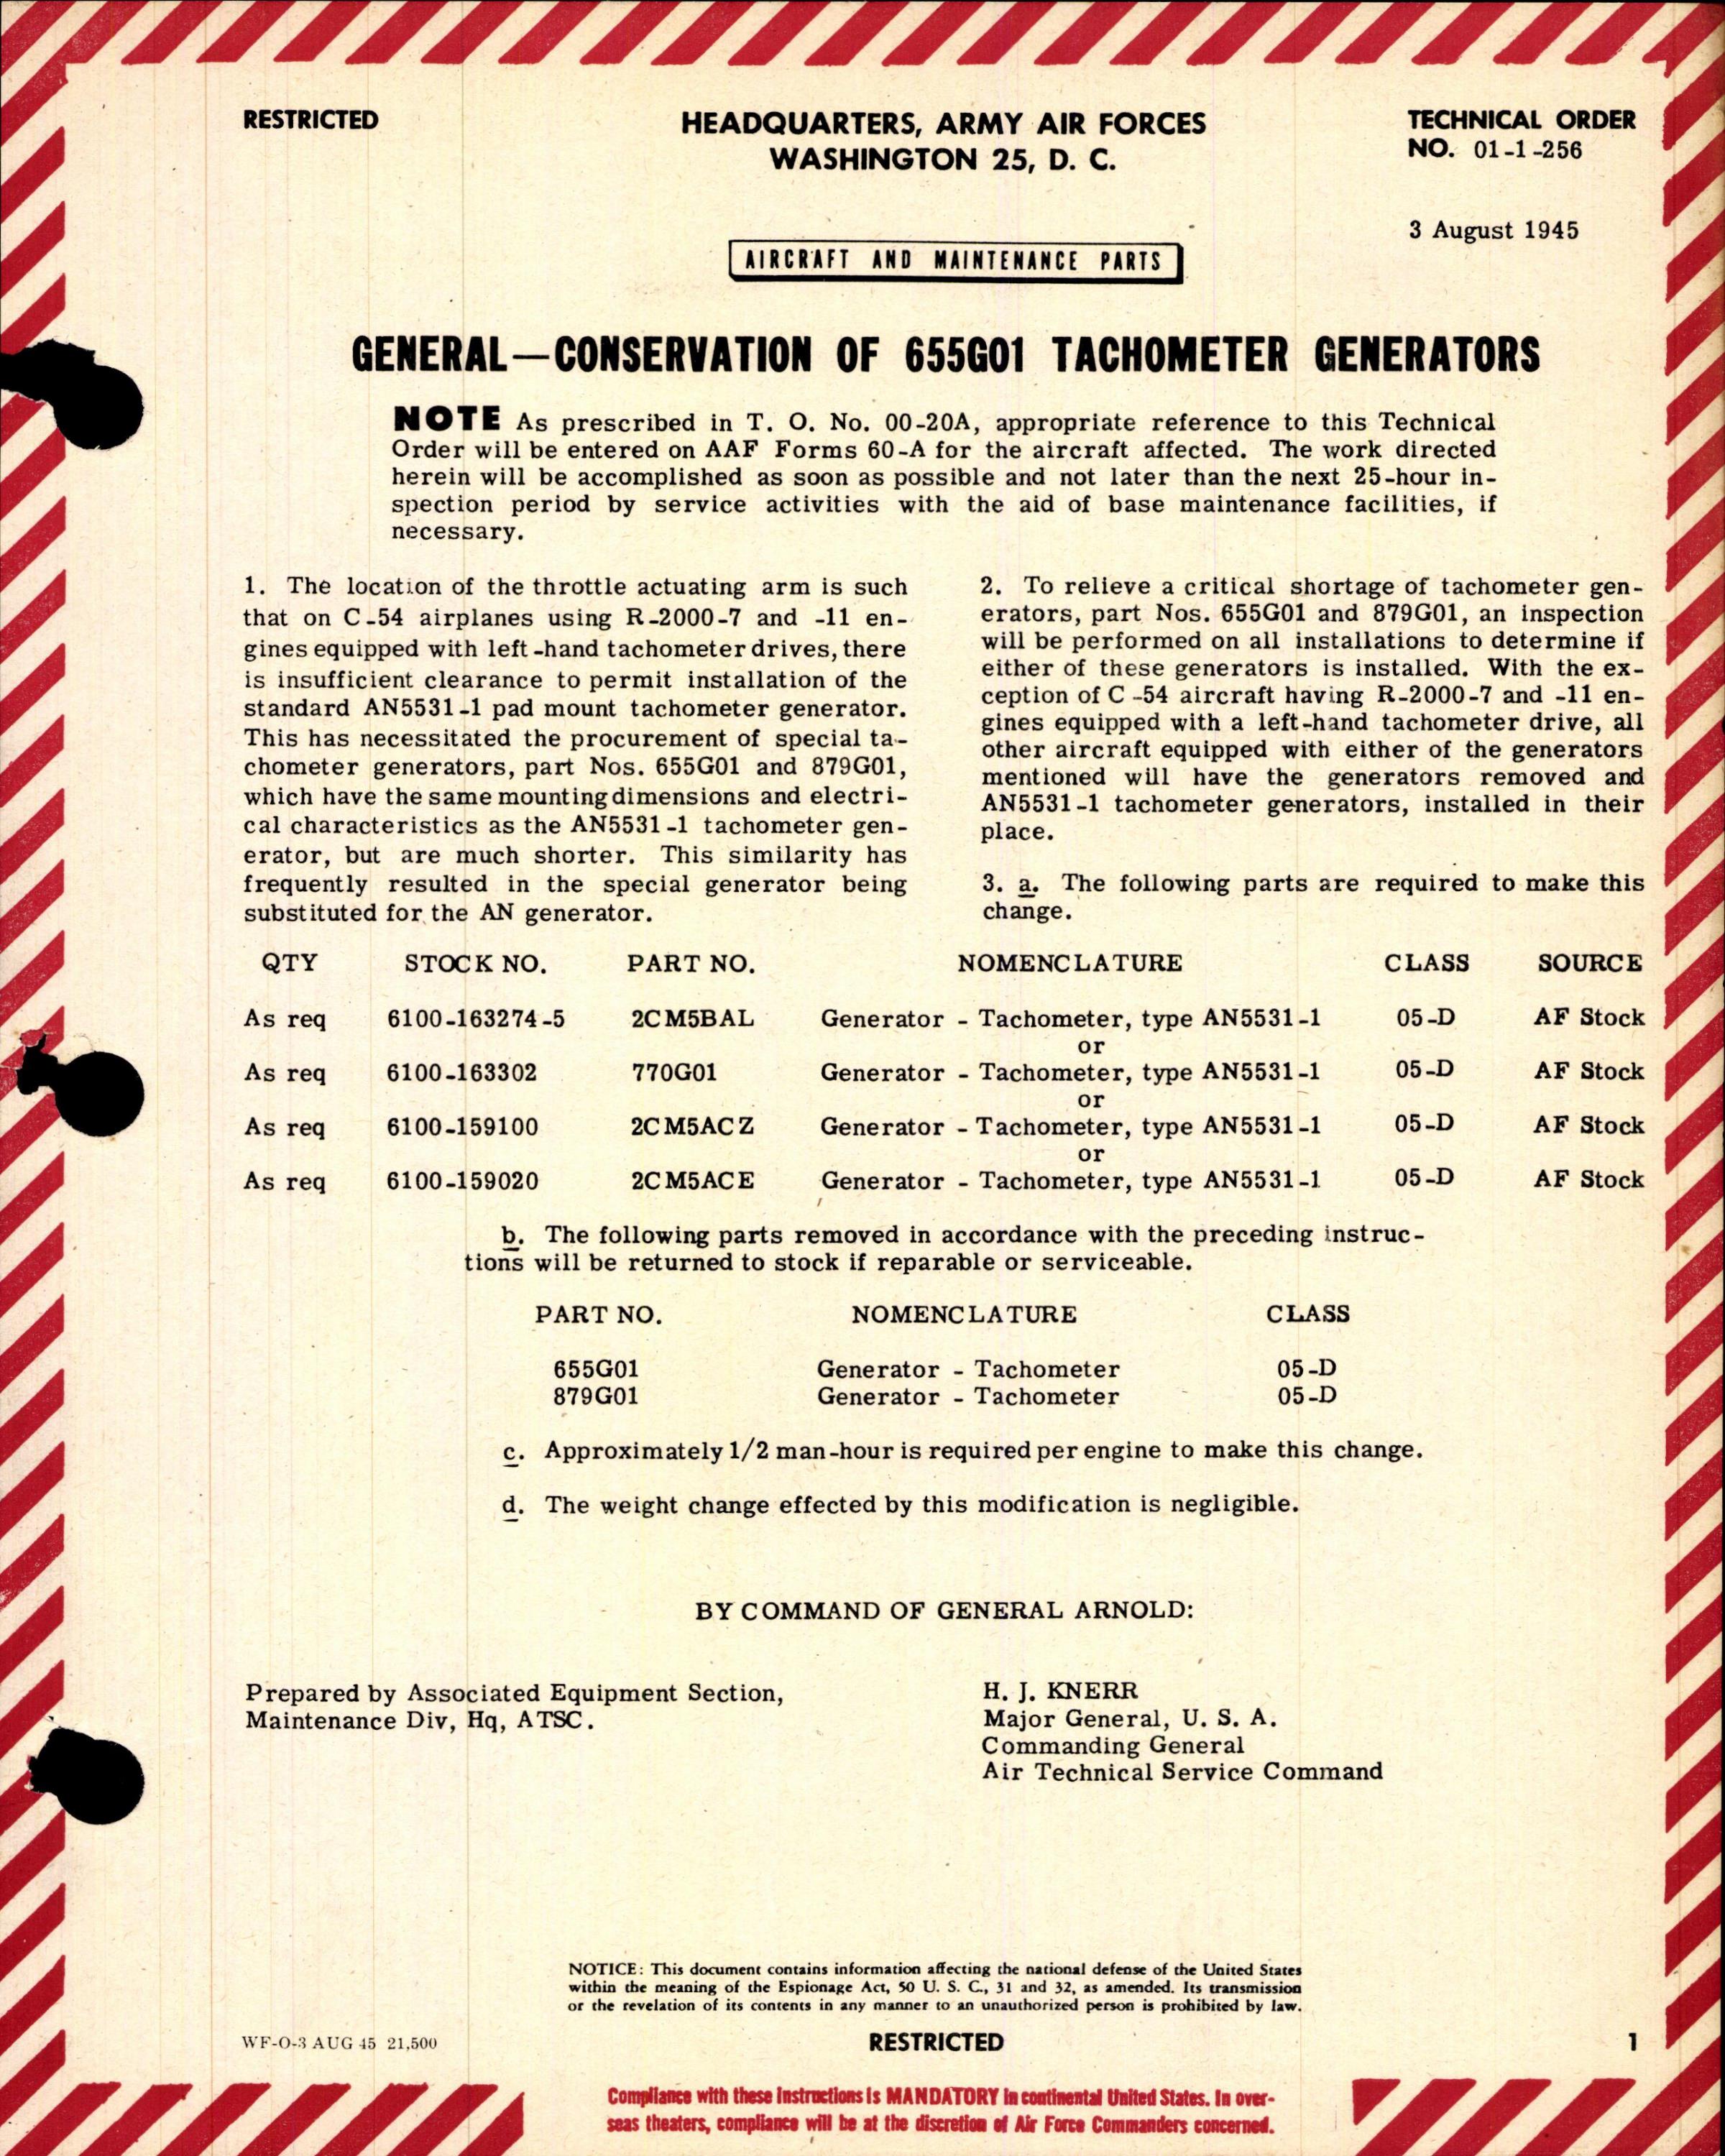 RESTRICTED
HEADQUARTERS, ARMY AIR FORCES
WASHINGTON 25, D. C.
TECHNICAL ORDER
NO. 01-1-256
3 August 1945
AIRCRAFT AND MAINTENANCE PARTS
GENERAL—CONSERVATION OF 655G01 TACHOMETER GENERATORS
NOTE As prescribed in T. O. No. 00-20A, appropriate reference to this Technical
Order will be entered on AAF Forms 60-A for the aircraft affected. The work directed
herein will be accomplished as soon as possible and not later than the next 25-hour in-
spection period by service activities with the aid of base maintenance facilities, if
necessary.
1. The location of the throttle actuating arm is such
that on C-54 airplanes using R-2000-7 and -11 en-
gines equipped with left-hand tachometer drives, there
is insufficient clearance to permit installation of the
standard AN5531-1 pad mount tachometer generator.
This has necessitated the procurement of special ta-
chometer generators, part Nos. 655G01 and 879G01,
which have the same mounting dimensions and electri-
cal characteristics as the AN5531-1 tachometer gen-
erator, but are much shorter. This similarity has
frequently resulted in the special generator being
substituted for the AN generator.
2. To relieve a critical shortage of tachometer gen-
erators, part Nos. 655G01 and 879G01, an inspection
will be performed on all installations to determine if
either of these generators is installed. With the ex-
ception of C-54 aircraft having R-2000-7 and -11 en-
gines equipped with a left-hand tachometer drive, all
other aircraft equipped with either of the generators
mentioned will have the generators removed and
AN5531-1 tachometer generators, installed in their
place.
3. a. The following parts are required to make this
change.
QTY STOCK NO. PART NO. NOMENCLATURE CLASS SOURCE
As req 6100-163274-5 2CM5BAL Generator - Tachometer, type AN5531-1 05-D AF Stock
or
As req 6100-163302 770G01 Generator - Tachometer, type AN5531-1 05-D AF Stock
or
As req 6100-159100 2CM5ACZ Generator - Tachometer, type AN5531-1 05-D AF Stock
or
As req 6100-159020 2CM5ACE Generator - Tachometer, type AN5531-1 05-D AF Stock
b. The following parts removed in accordance with the preceding instruc-
tions will be returned to stock if reparable or serviceable.
PART NO. NOMENCLATURE CLASS
655G01 Generator - Tachometer 05-D
879G01 Generator - Tachometer 05-D
c. Approximately 1/2 man-hour is required per engine to make this change.
d. The weight change effected by this modification is negligible.
BY COMMAND OF GENERAL ARNOLD:
Prepared by Associated Equipment Section,
Maintenance Div, Hq, ATSC.
H. J. KNERR
Major General, U. S. A.
Commanding General
Air Technical Service Command
NOTICE: This document contains information affecting the national defense of the United States
within the meaning of the Espionage Act, 50 U. S. C., 31 and 32, as amended. Its transmission
or the revelation of its contents in any manner to an unauthorized person is prohibited by law.
WF-O-3 AUG 45 21,500
RESTRICTED
1
Compliance with these instructions is MANDATORY in continental United States. In over-
seas theaters, compliance will be at the discretion of Air Force Commanders concerned.